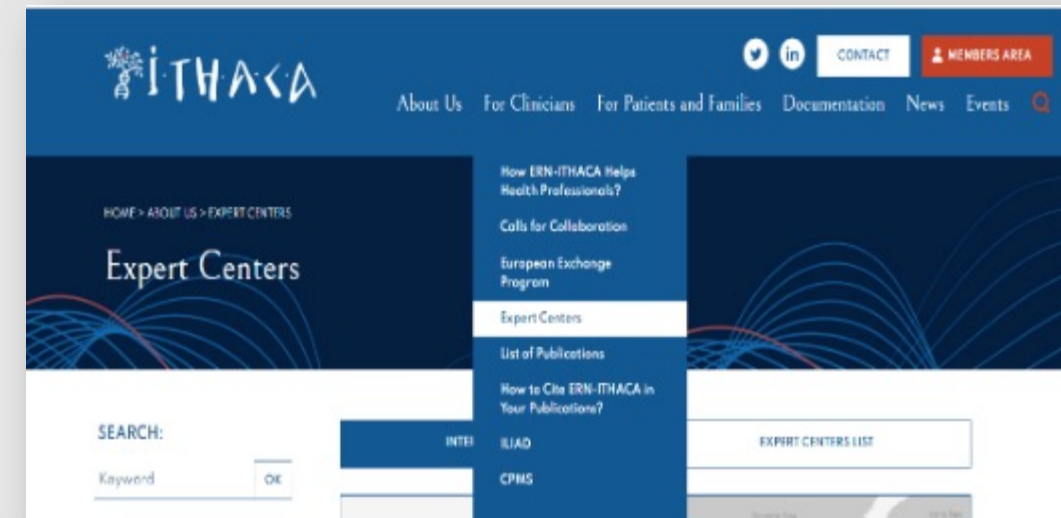 iTHACA
CONTACT
MEMBERS AREA
About Us For Clinicians For Patients and Families Documentation News Events
How ERN-ITHACA Helps
Health Professionals?
Calls for Collaboration
HOME > ABOUT US > EXPERT CENTERS
European Exchange
Program
Expert Centers
Expert Centers
List of Publications
How to Cite ERN-ITHACA in
Your Publications?
SEARCH:
INTE
ILIAD
EXPERT CENTERS LIST
Keyword OK
CPMS